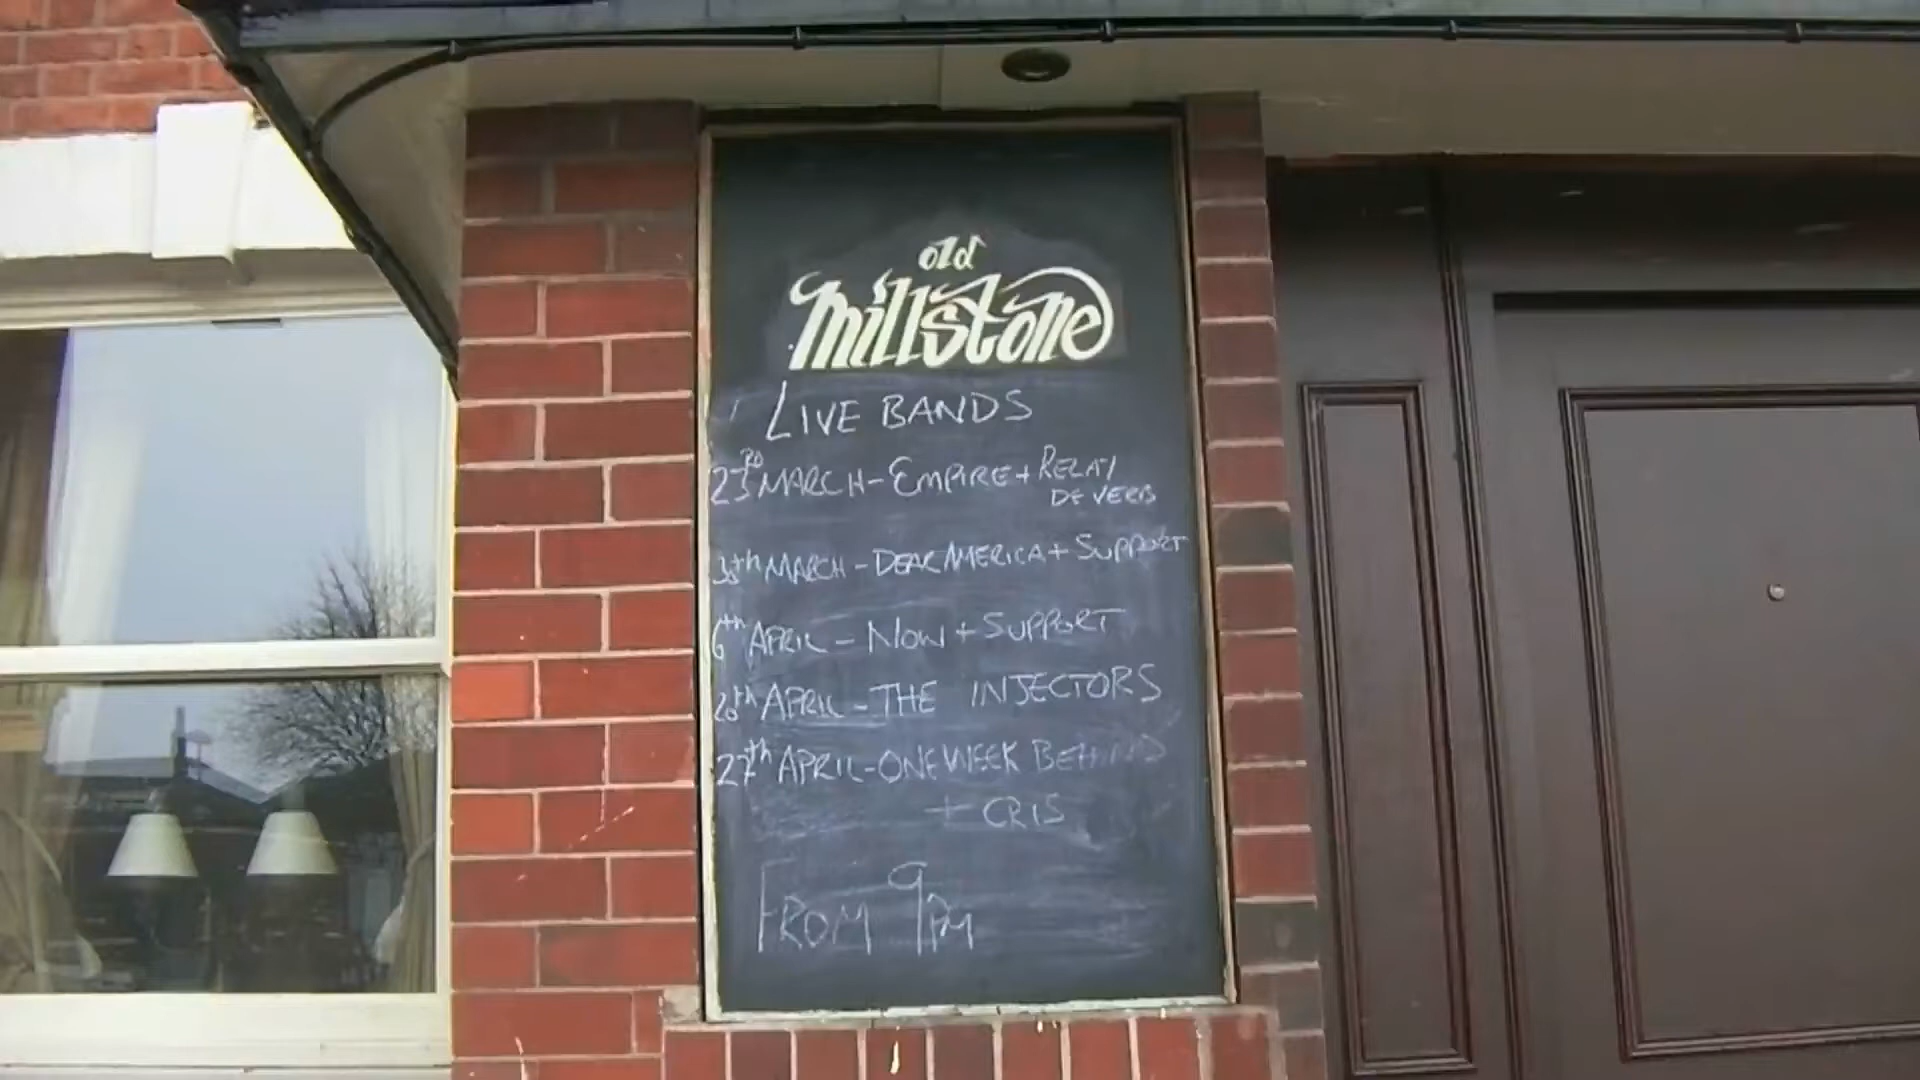 old
millstone
LIVE BANDS
23RD MARCH - EMPIRE + RELAY
DE VERB
30th MARCH - DEAR AMERICA + SUPPORT
6th APRIL - NOW + SUPPORT
20th APRIL - THE INJECTORS
27th APRIL - ONE WEEK BEHIND
+ CRIS
FROM 9PM